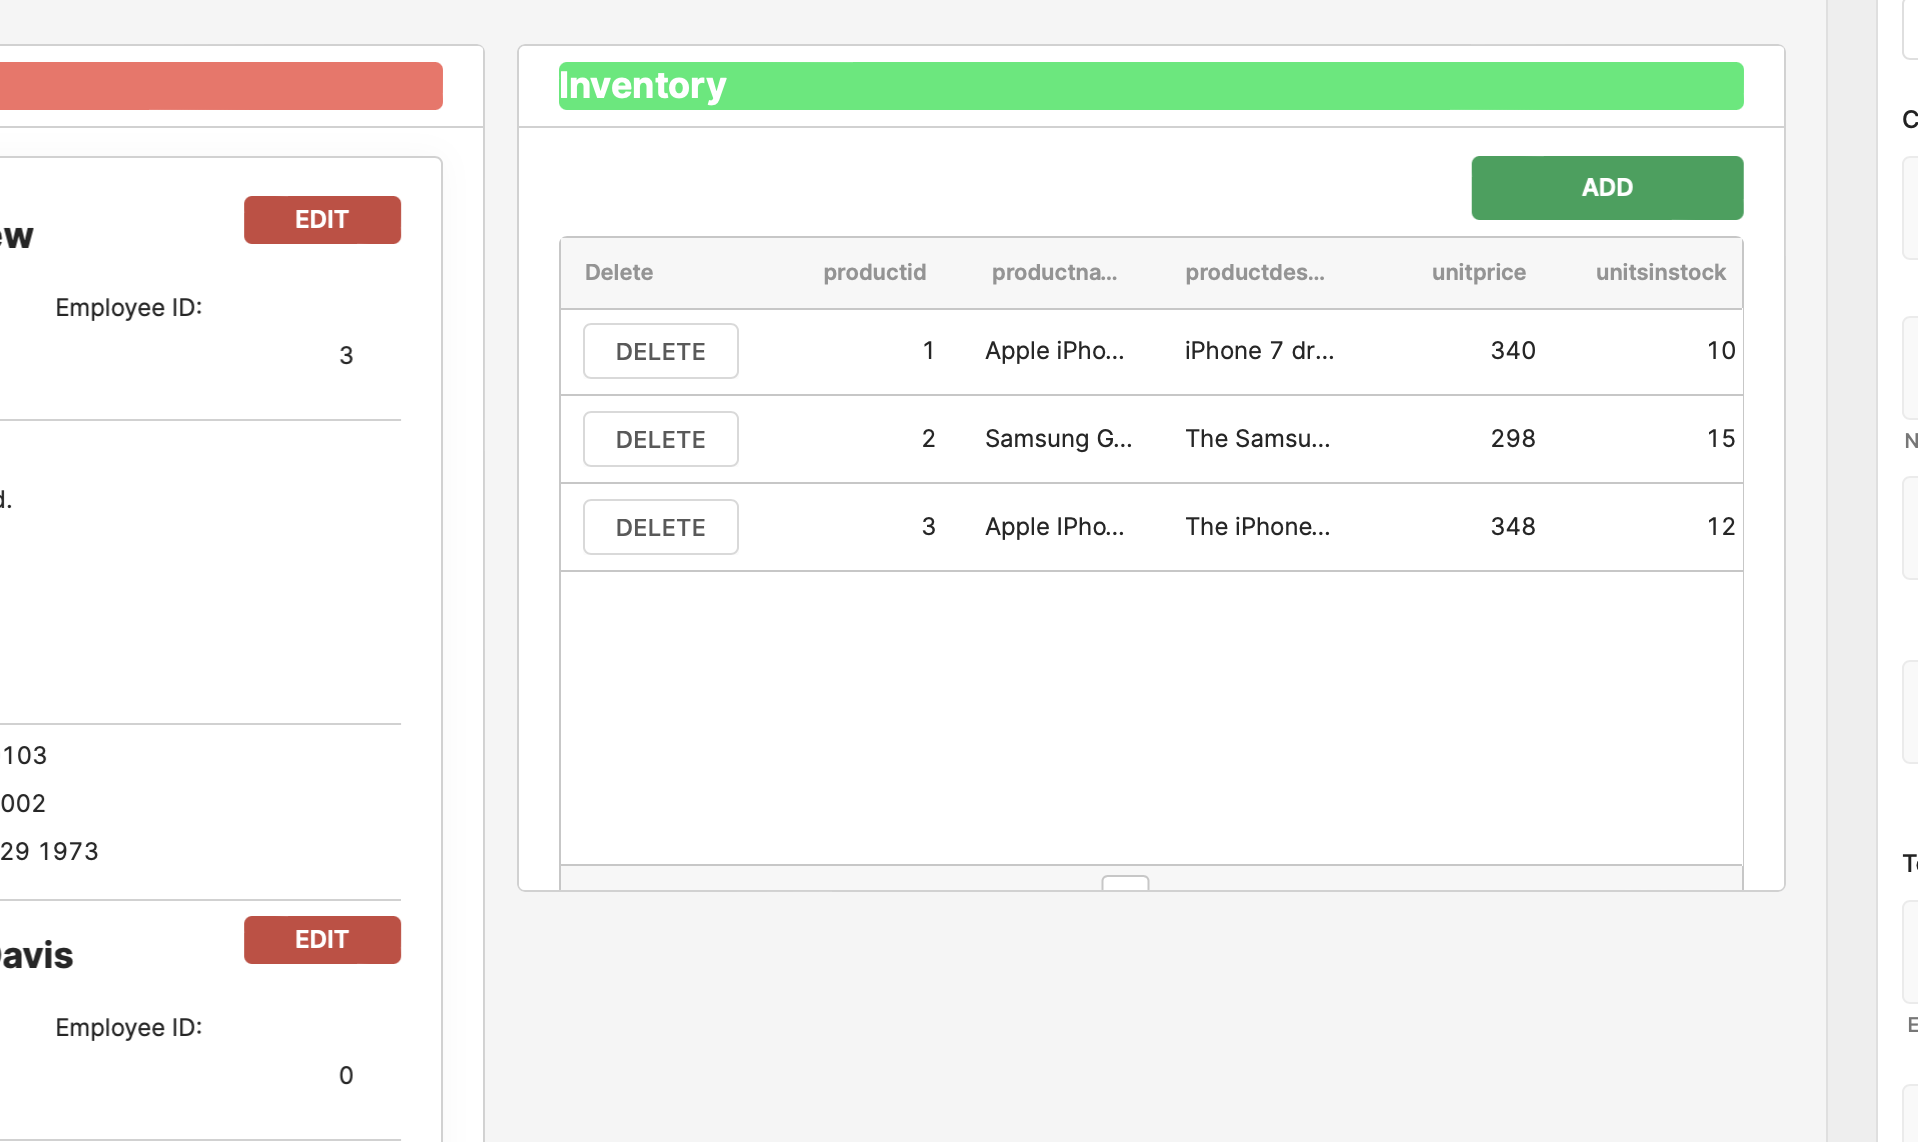 EDIT
ew
Employee ID:
3
d.
103
002
29 1973
EDIT
Davis
Employee ID:
0
Inventory
ADD
Delete productid productna... productdes... unitprice unitsinstock
DELETE 1 Apple iPho... iPhone 7 dr... 340 10
DELETE 2 Samsung G... The Samsu... 298 15
DELETE 3 Apple IPho... The iPhone... 348 12
C
N
E